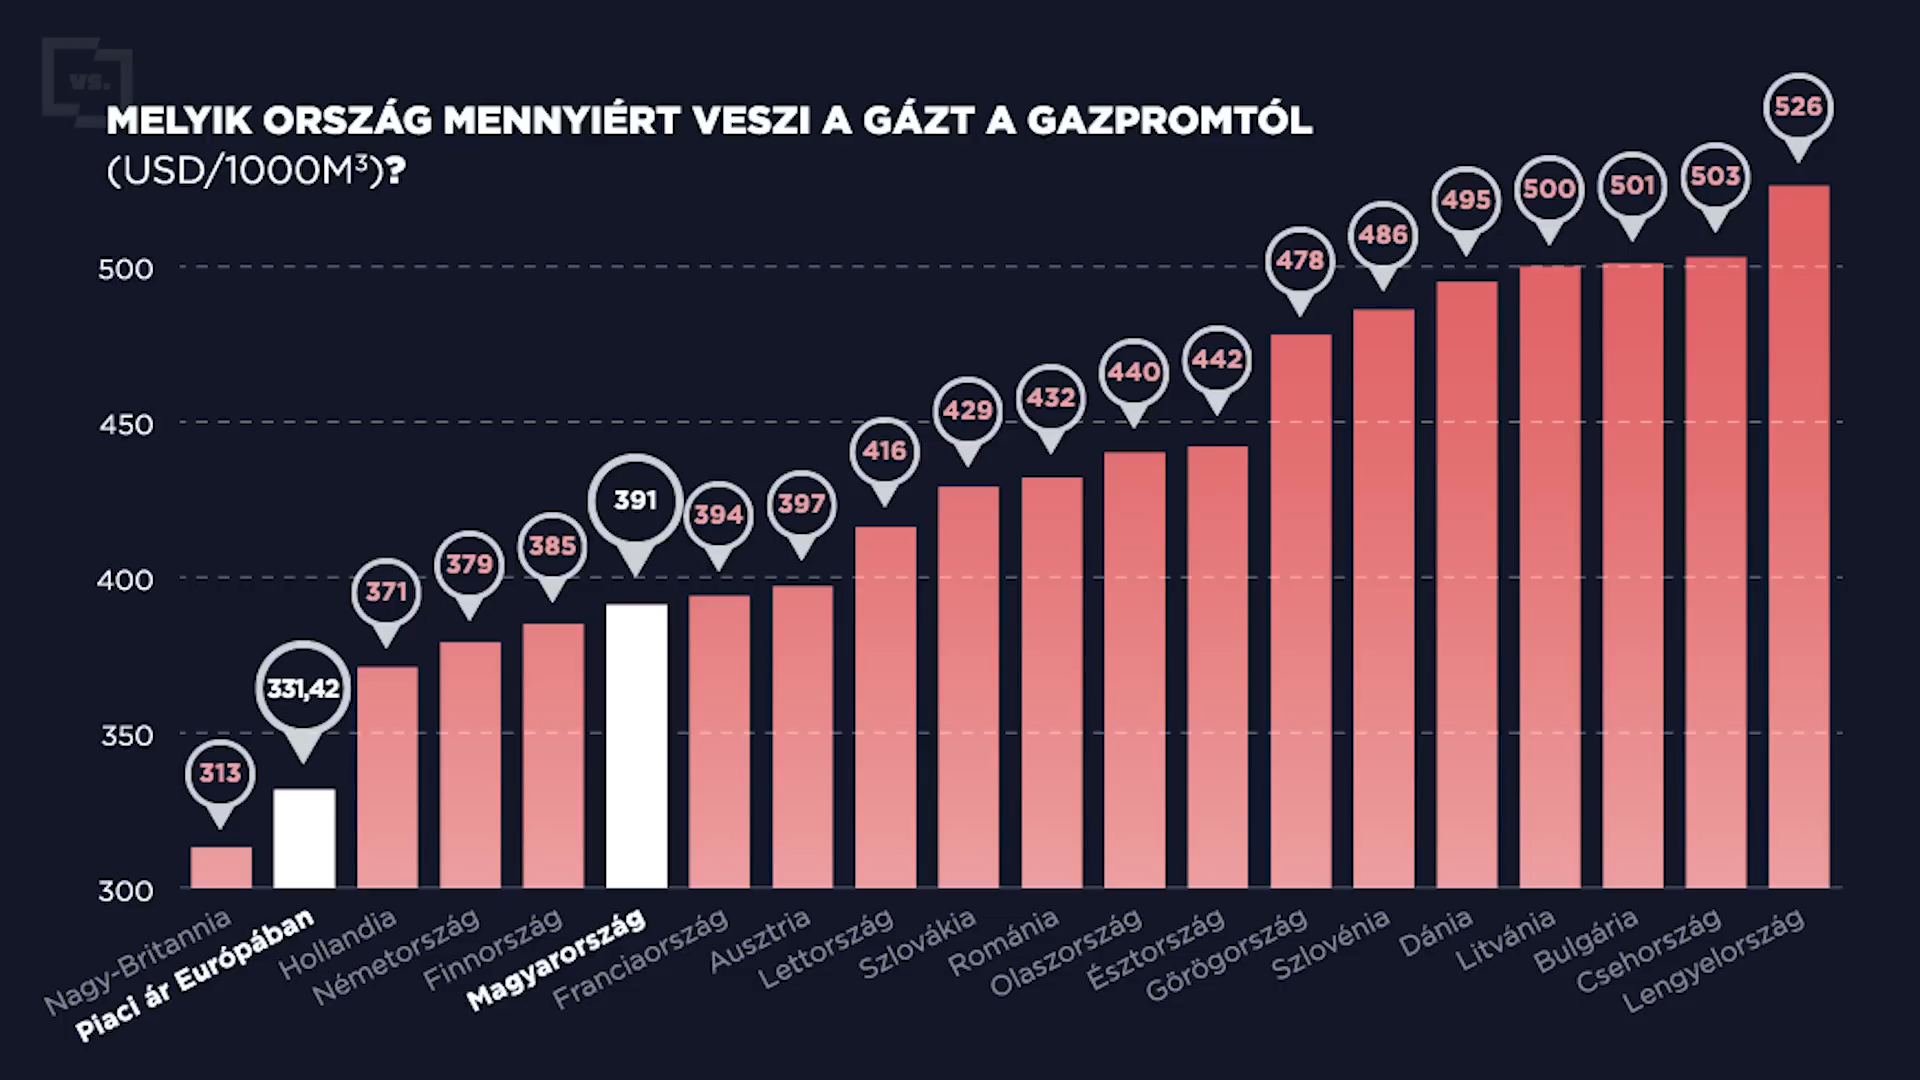 vs.
MELYIK ORSZÁG MENNYIÉRT VESZI A GÁZT A GAZPROMTÓL
(USD/1000M³)?
500
450
400
350
300
313
331,42
371
379
385
391
394
397
416
429
432
440
442
478
486
495
500
501
503
526
Nagy-Britannia
Piaci ár Európában
Hollandia
Németország
Finnország
Magyarország
Franciaország
Ausztria
Lettország
Szlovákia
Románia
Olaszország
Észtország
Görögország
Szlovénia
Dánia
Litvánia
Bulgária
Csehország
Lengyelország